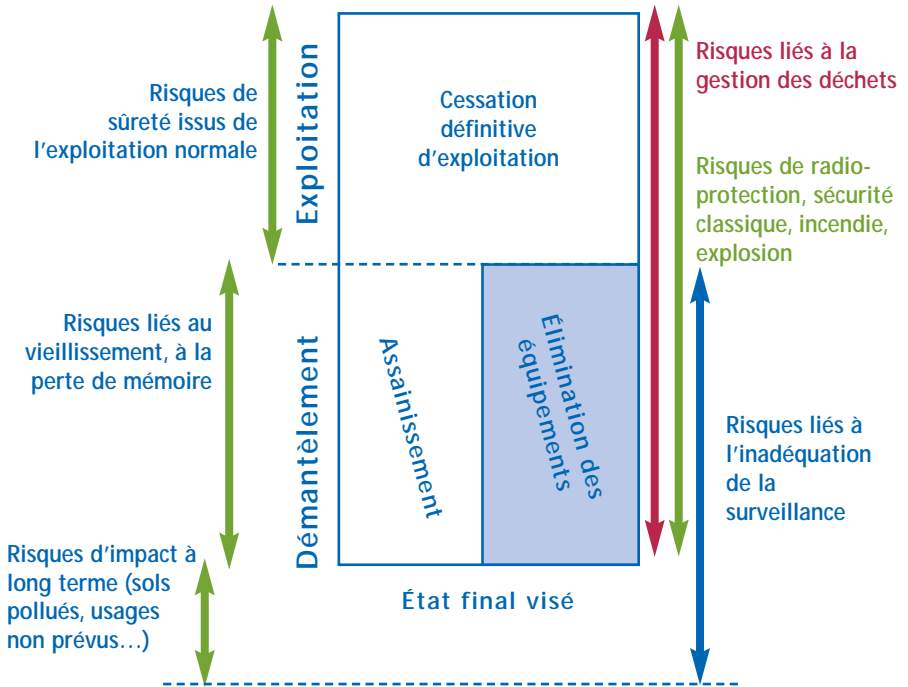 Risques de
sûreté issus de
l'exploitation normale
Exploitation
Cessation
définitive
d'exploitation
Risques liés à la
gestion des déchets
Risques de radio-
protection, sécurité
classique, incendie,
explosion
Risques liés au
vieillissement, à la
perte de mémoire
Démantèlement
Assainissement
Élimination des
équipements
Risques liés à
l'inadéquation
de la
surveillance
Risques d'impact à
long terme (sols
pollués, usages
non prévus…)
État final visé